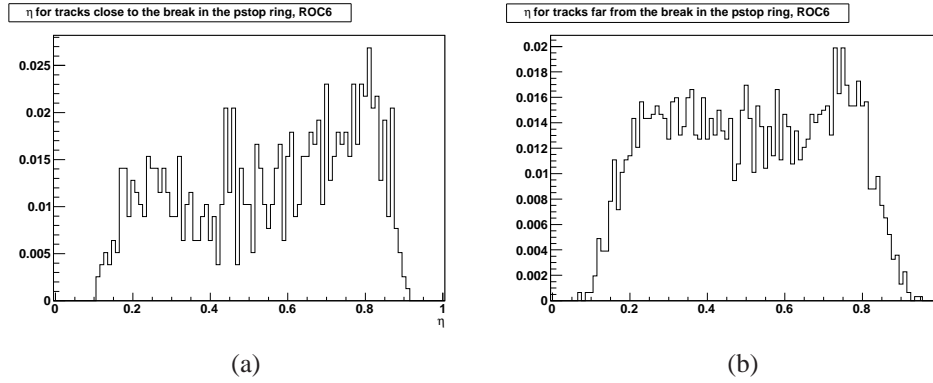 η for tracks close to the break in the pstop ring, ROC6
0.025
0.02
0.015
0.01
0.005
0
0 0.2 0.4 0.6 0.8 1
η
(a)
η for tracks far from the break in the pstop ring, ROC6
0.02
0.018
0.016
0.014
0.012
0.01
0.008
0.006
0.004
0.002
0
0 0.2 0.4 0.6 0.8
(b)